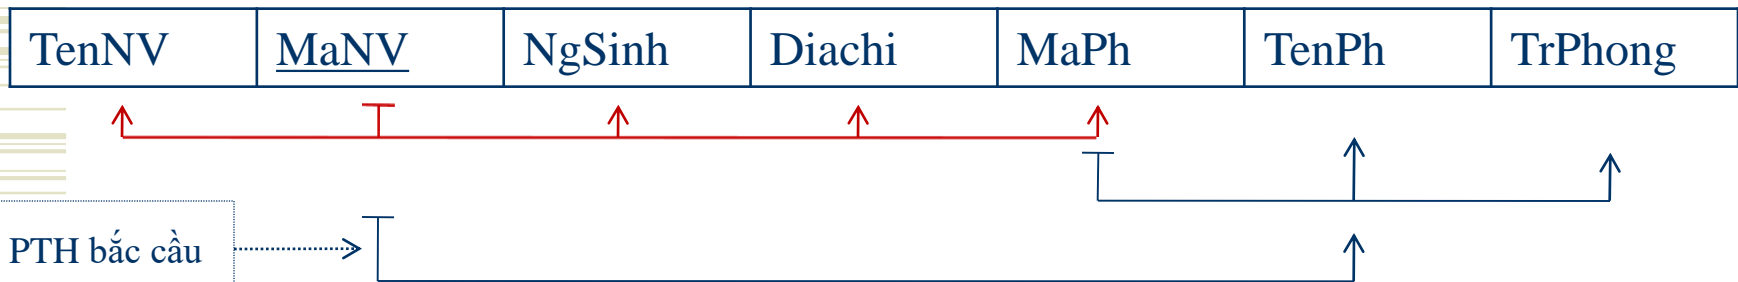 TenNV MaNV NgSinh Diachi MaPh TenPh TrPhong
PTH bắc cầu